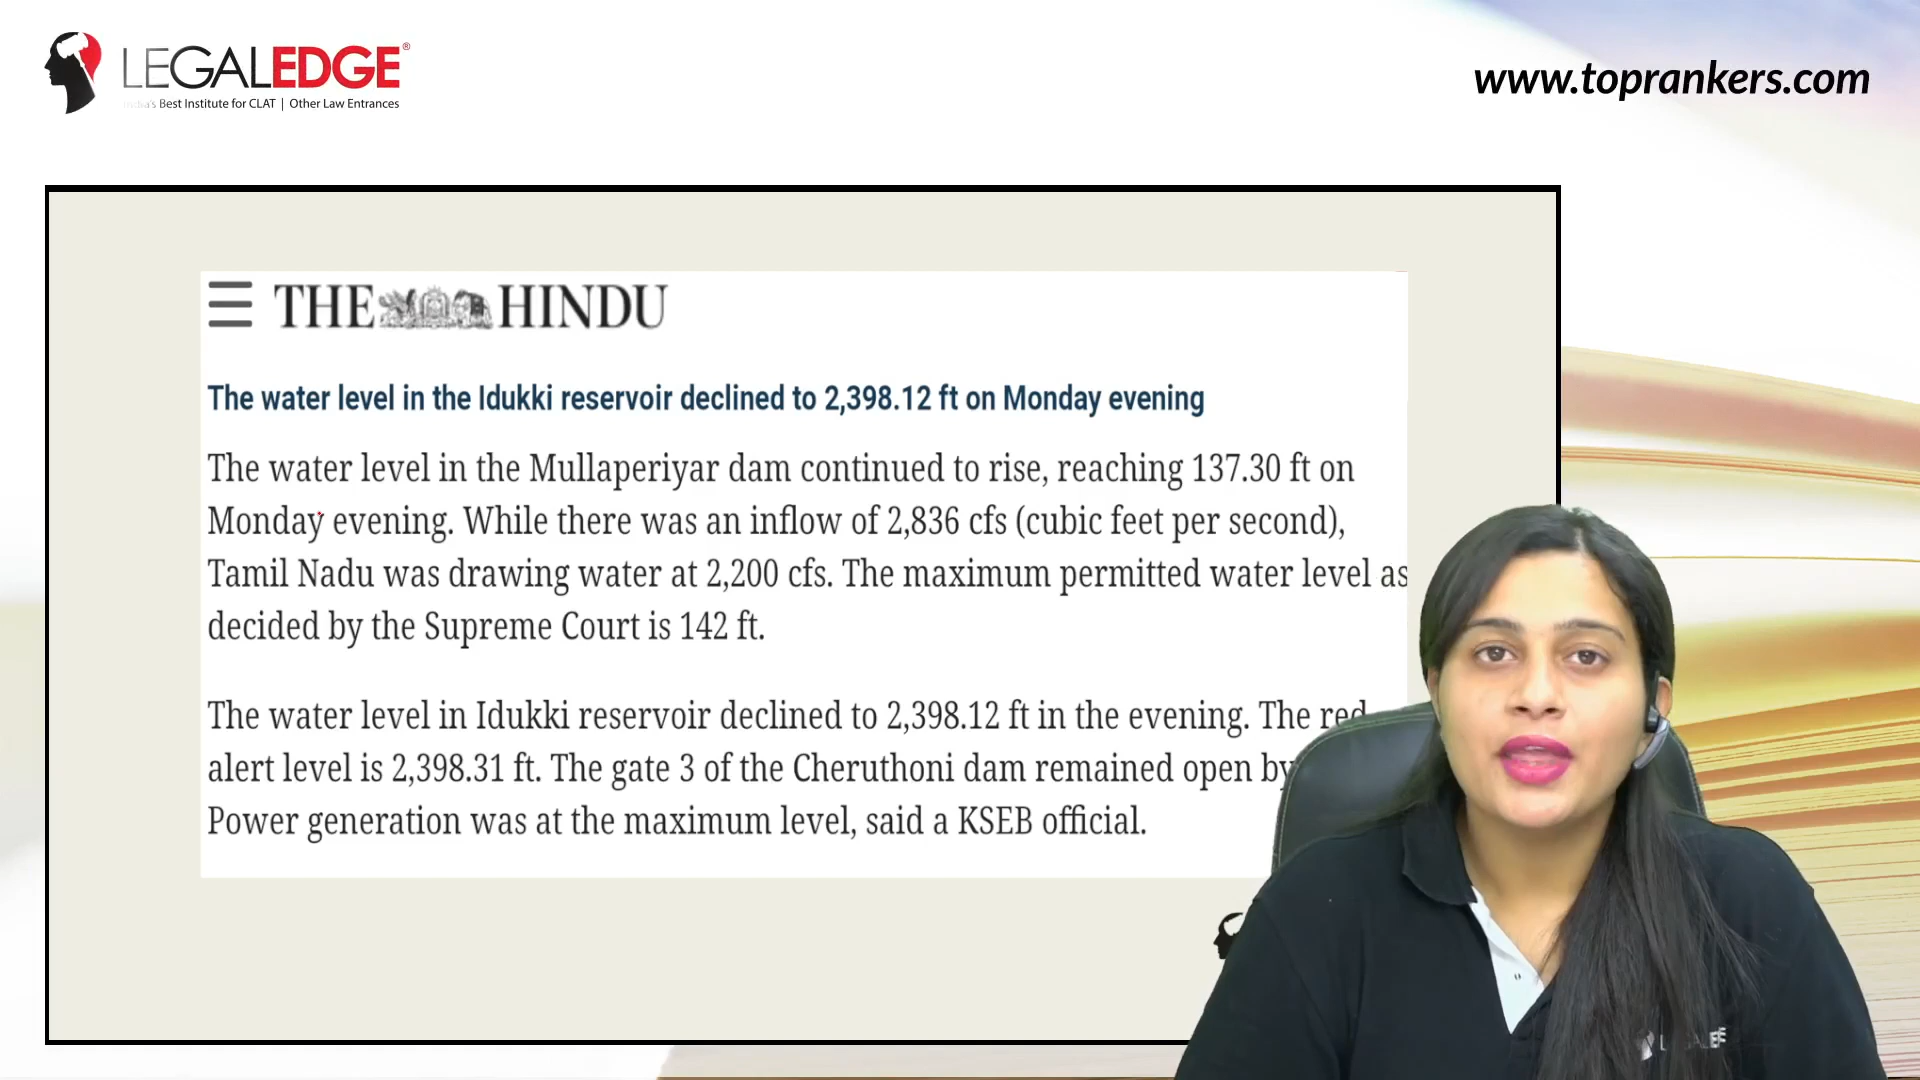 LEGALEDGE®
India's Best Institute for CLAT | Other Law Entrances
www.toprankers.com
THE HINDU
The water level in the Idukki reservoir declined to 2,398.12 ft on Monday evening
The water level in the Mullaperiyar dam continued to rise, reaching 137.30 ft on
Monday evening. While there was an inflow of 2,836 cfs (cubic feet per second),
Tamil Nadu was drawing water at 2,200 cfs. The maximum permitted water level as
decided by the Supreme Court is 142 ft.
The water level in Idukki reservoir declined to 2,398.12 ft in the evening. The red
alert level is 2,398.31 ft. The gate 3 of the Cheruthoni dam remained open by
Power generation was at the maximum level, said a KSEB official.